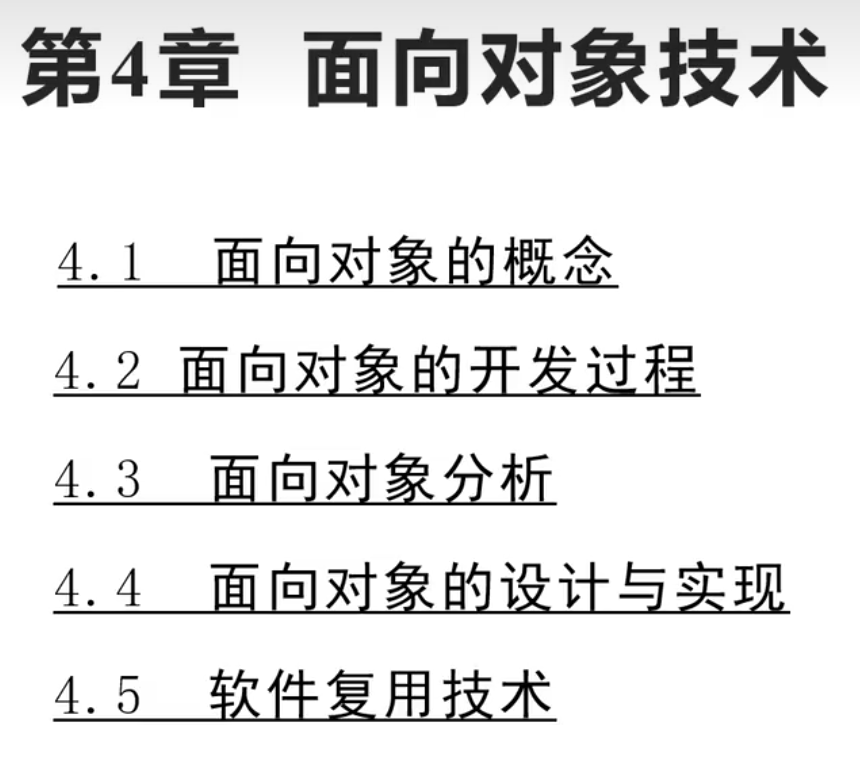 第4章 面向对象技术
4.1 面向对象的概念
4.2 面向对象的开发过程
4.3 面向对象分析
4.4 面向对象的设计与实现
4.5 软件复用技术